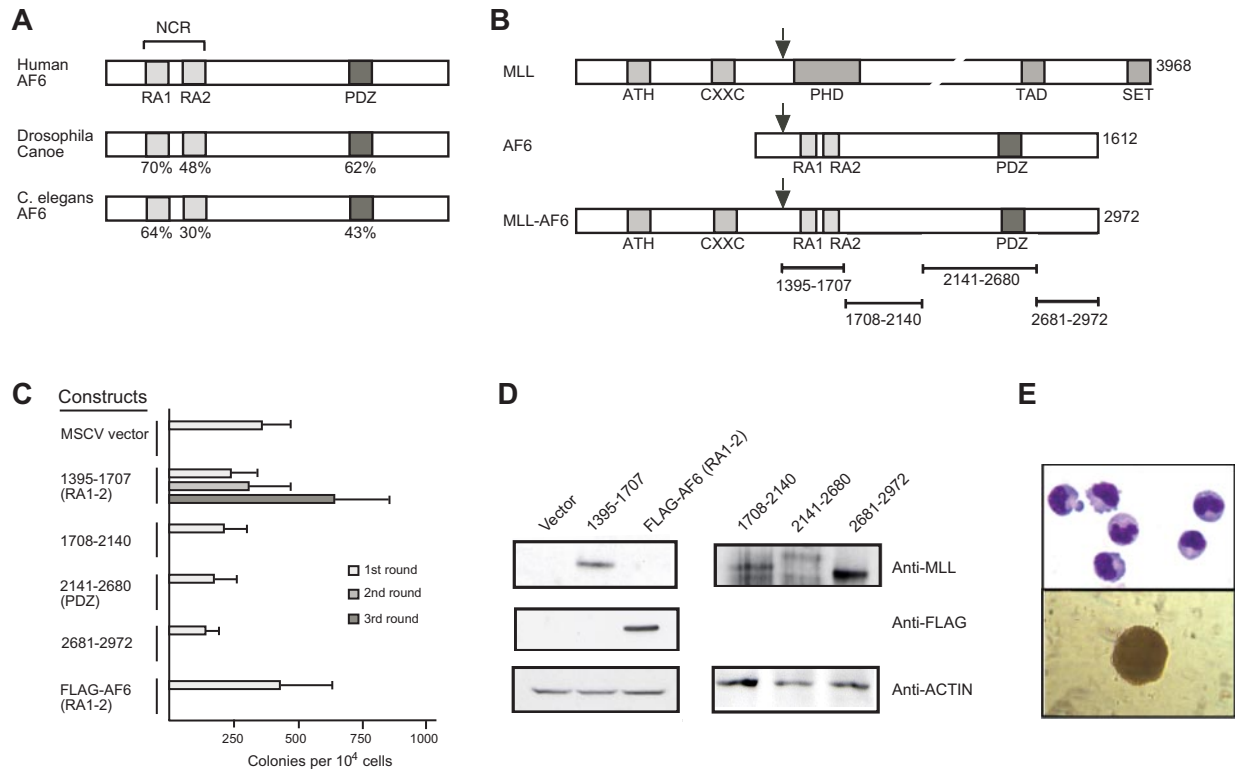 A
NCR
Human
AF6
RA1 RA2 PDZ
Drosophila
Canoe
70% 48% 62%
C. elegans
AF6
64% 30% 43%
B
MLL
3968
ATH CXXC PHD TAD SET
AF6
1612
RA1 RA2 PDZ
MLL-AF6
2972
ATH CXXC RA1 RA2 PDZ
1395-1707
2141-2680
1708-2140
2681-2972
C
Constructs
MSCV vector
1395-1707
(RA1-2)
1708-2140
2141-2680
(PDZ)
2681-2972
FLAG-AF6
(RA1-2)
1st round
2nd round
3rd round
250 500 750 1000
Colonies per 10⁴ cells
D
Vector
1395-1707
FLAG-AF6 (RA1-2)
1708-2140
2141-2680
2681-2972
Anti-MLL
Anti-FLAG
Anti-ACTIN
E